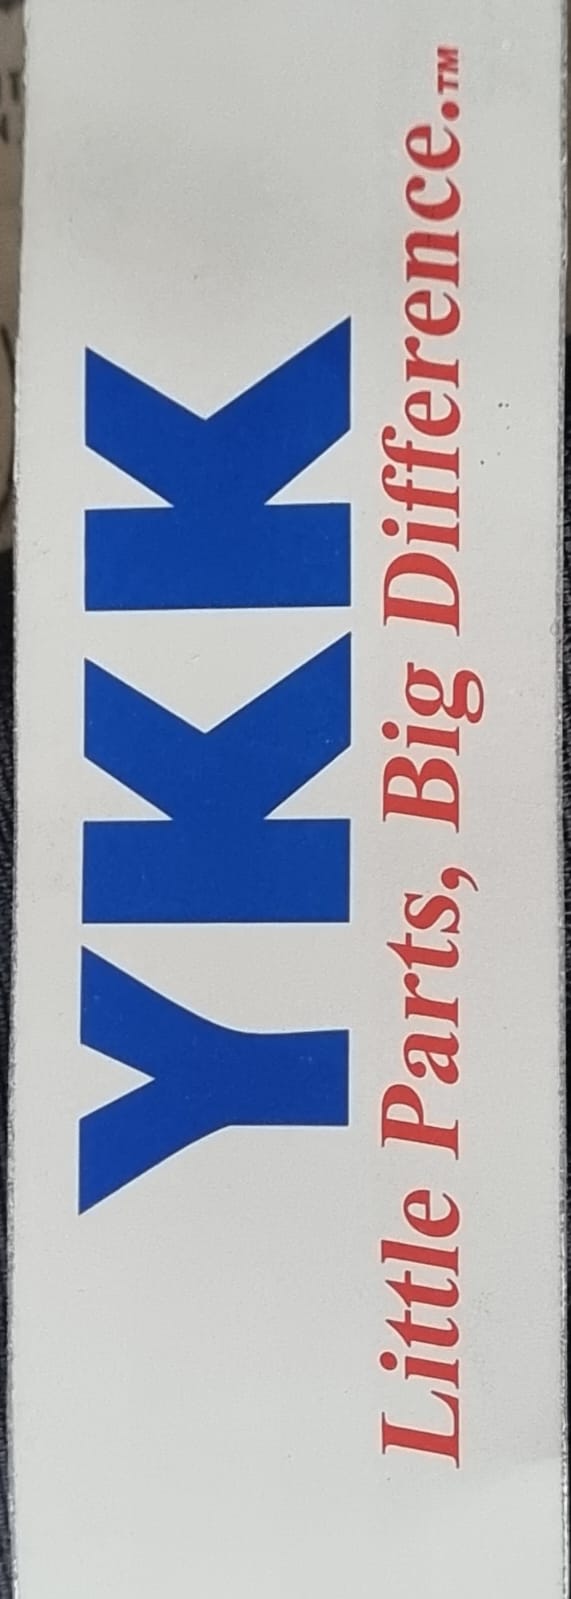 YKK
Little Parts, Big Difference.™